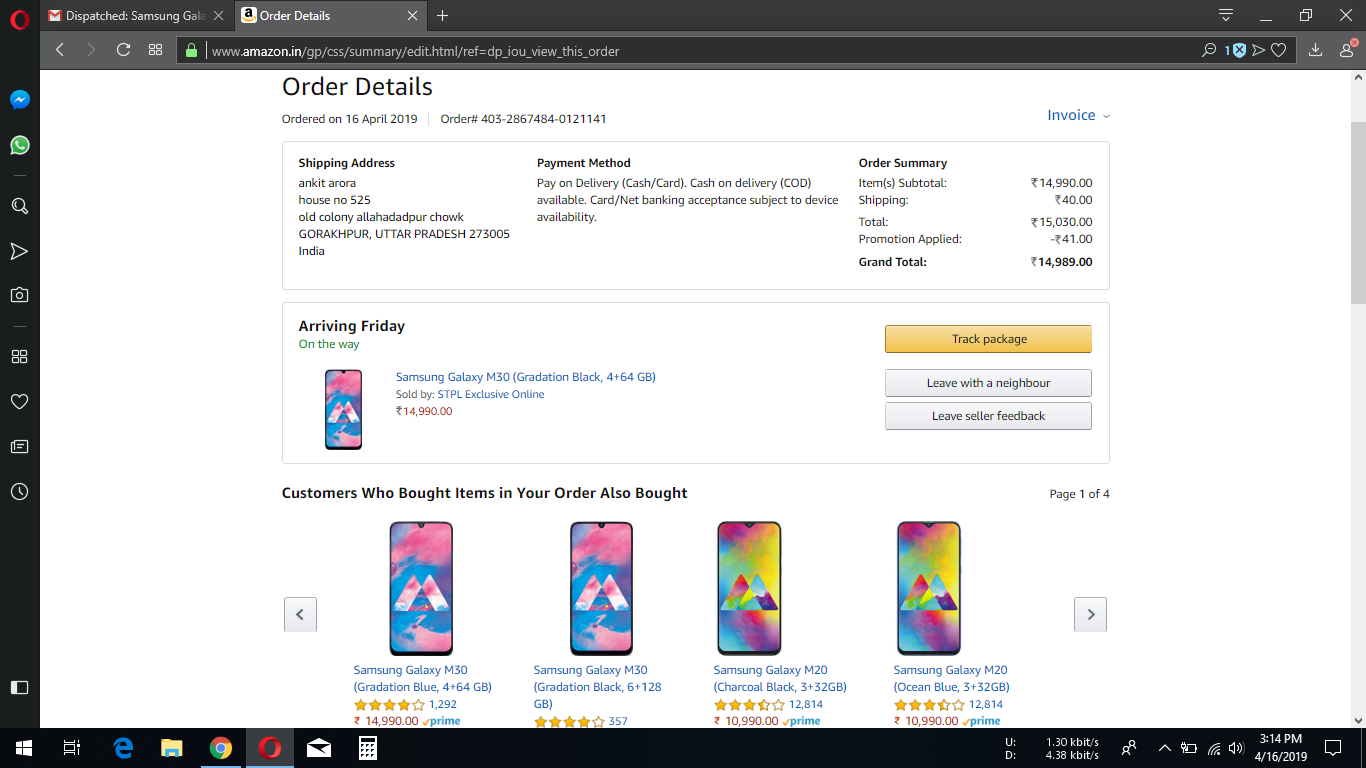 Dispatched: Samsung Gala
Order Details
www.amazon.in/gp/css/summary/edit.html/ref=dp_iou_view_this_order
1
Order Details
Ordered on 16 April 2019
Order# 403-2867484-0121141
Invoice
Shipping Address
ankit arora
house no 525
old colony allahadadpur chowk
GORAKHPUR, UTTAR PRADESH 273005
India
Payment Method
Pay on Delivery (Cash/Card). Cash on delivery (COD)
available. Card/Net banking acceptance subject to device
availability.
Order Summary
Item(s) Subtotal: ₹14,990.00
Shipping: ₹40.00
Total: ₹15,030.00
Promotion Applied: -₹41.00
Grand Total: ₹14,989.00
Arriving Friday
On the way
Samsung Galaxy M30 (Gradation Black, 4+64 GB)
Sold by: STPL Exclusive Online
₹14,990.00
Track package
Leave with a neighbour
Leave seller feedback
Customers Who Bought Items in Your Order Also Bought
Page 1 of 4
Samsung Galaxy M30
(Gradation Blue, 4+64 GB)
1,292
₹ 14,990.00 prime
Samsung Galaxy M30
(Gradation Black, 6+128
GB)
357
Samsung Galaxy M20
(Charcoal Black, 3+32GB)
12,814
₹ 10,990.00 prime
Samsung Galaxy M20
(Ocean Blue, 3+32GB)
12,814
₹ 10,990.00 prime
U: 1.30 kbit/s
D: 4.38 kbit/s
3:14 PM
4/16/2019